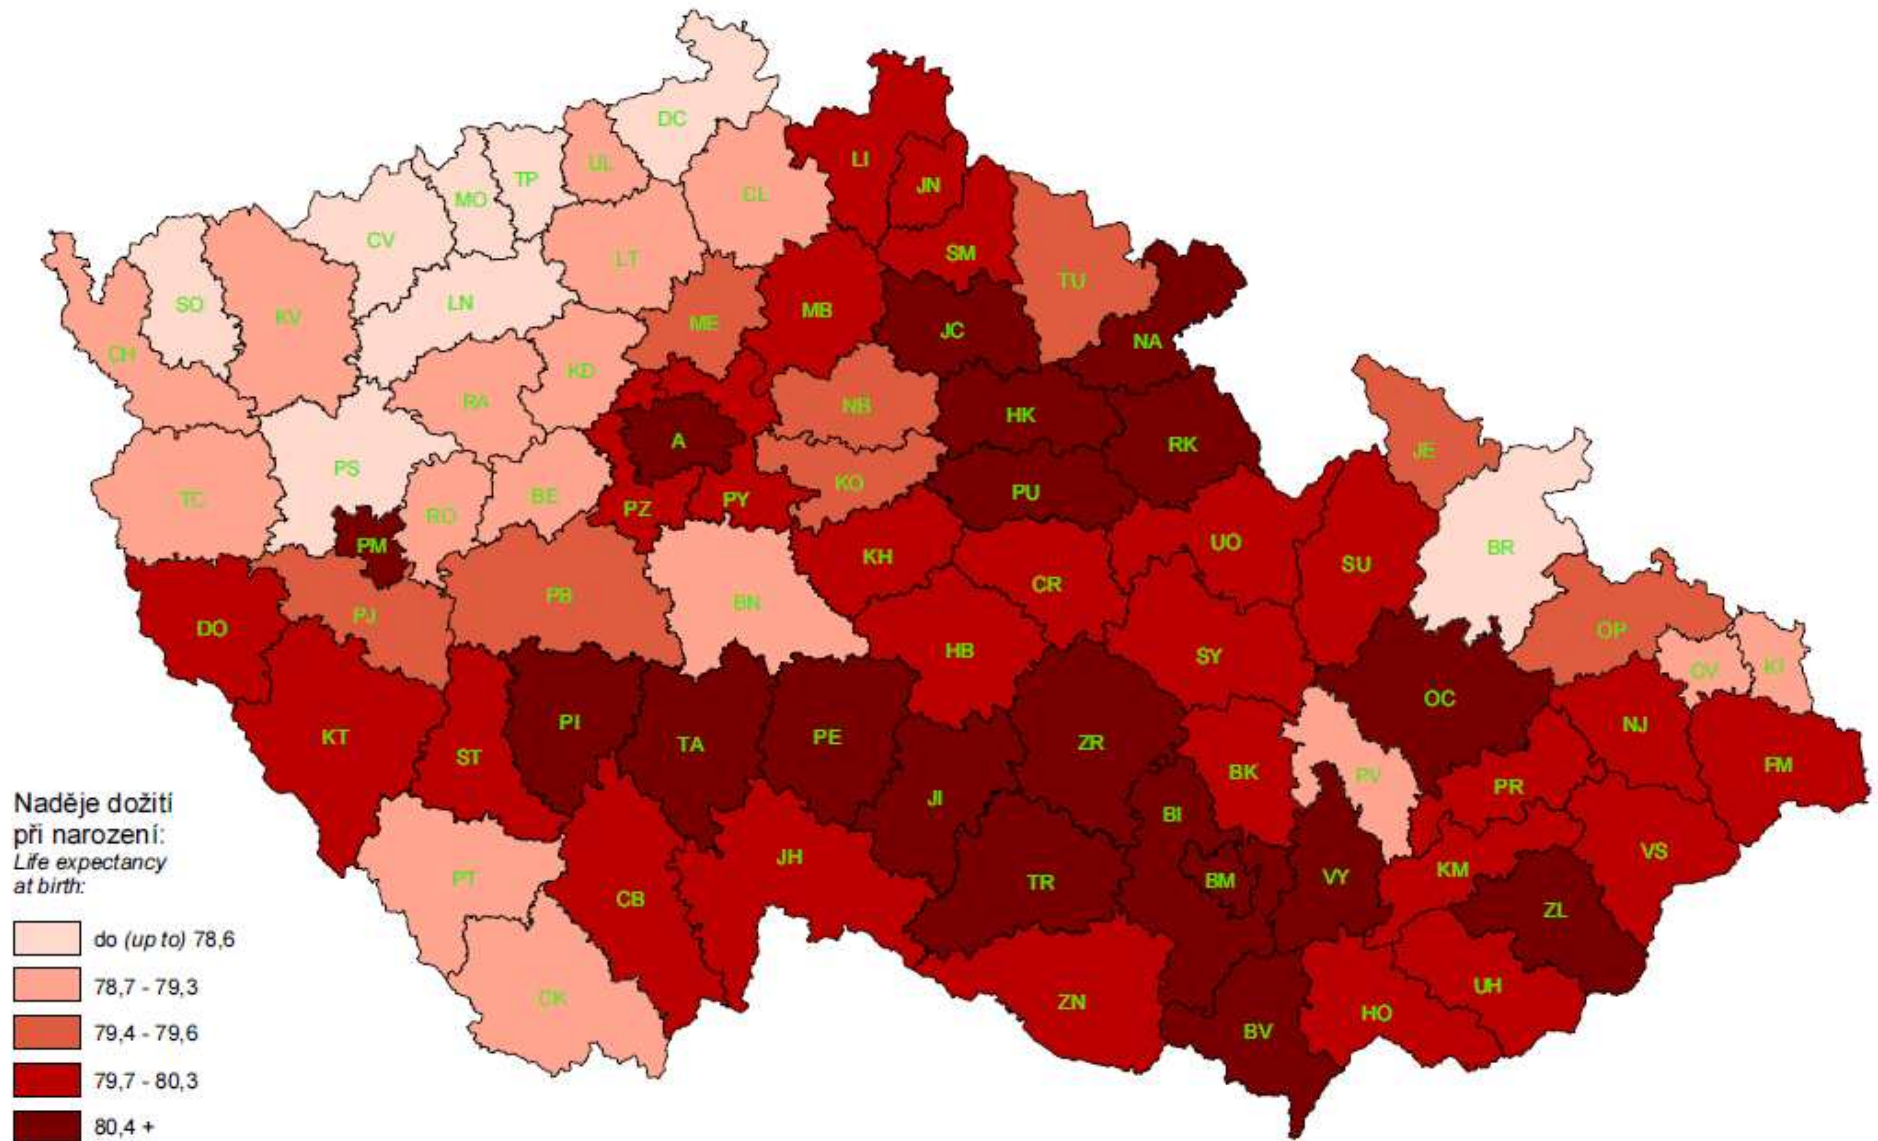 DC
LI
UL
TP
JN
MO
CL
CV
SM
LT
TU
SO
LN
KV
MB
ME
JC
NA
CH
KD
RA
NB
HK
A
RK
JE
PS
KO
TC
BE
PU
PZ
PY
RO
PM
UO
BR
KH
SU
CR
PB
BN
PJ
DO
OP
HB
SY
OV
KI
OC
PI
KT
TA
PE
ZR
NJ
ST
BK
FM
RV
PR
JI
BI
Naděje dožití
při narození:
Life expectancy
at birth:
JH
VS
PT
TR
BM
VY
KM
CB
ZL
do (up to) 78,6
78,7 - 79,3
CK
ZN
UH
HO
79,4 - 79,6
BV
79,7 - 80,3
80,4 +